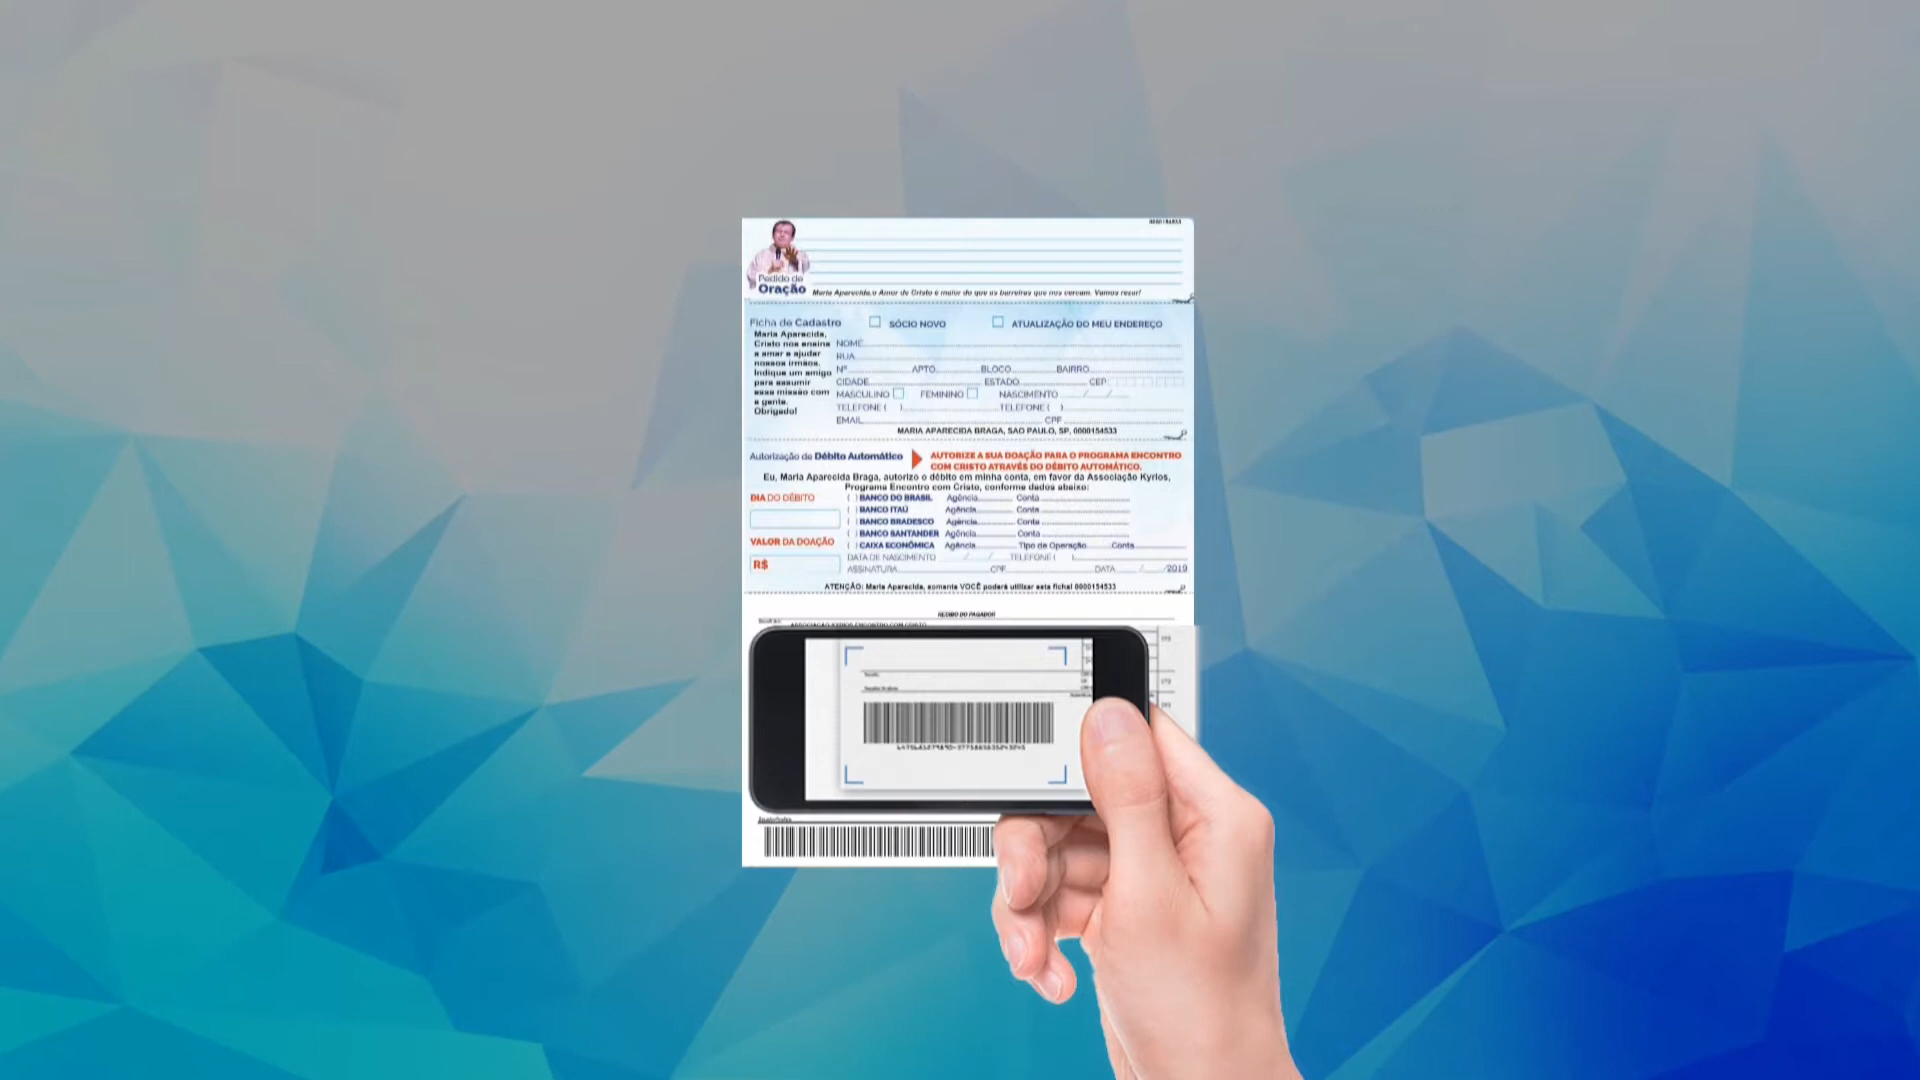 0000154533
Pedido de
Oração
Maria Aparecida, o Amor de Cristo é maior do que as barreiras que nos cercam. Vamos rezar!
Ficha de Cadastro
SÓCIO NOVO
ATUALIZAÇÃO DO MEU ENDEREÇO
Maria Aparecida,
Cristo nos ensina
a amar e ajudar
nossos irmãos.
Indique um amigo
para assumir
essa missão com
a gente.
Obrigado!
NOME
RUA
Nº APTO. BLOCO BAIRRO
CIDADE ESTADO CEP
MASCULINO FEMININO NASCIMENTO / /
TELEFONE ( ) TELEFONE ( )
EMAIL CPF
MARIA APARECIDA BRAGA, SAO PAULO, SP, 0000154533
Autorização de Débito Automático
AUTORIZE A SUA DOAÇÃO PARA O PROGRAMA ENCONTRO
COM CRISTO ATRAVÉS DO DÉBITO AUTOMÁTICO.
Eu, Maria Aparecida Braga, autorizo o débito em minha conta, em favor da Associação Kyrios,
Programa Encontro com Cristo, conforme dados abaixo:
DIA DO DÉBITO
VALOR DA DOAÇÃO
R$
( ) BANCO DO BRASIL Agência Conta
( ) BANCO ITAÚ Agência Conta
( ) BANCO BRADESCO Agência Conta
( ) BANCO SANTANDER Agência Conta
( ) CAIXA ECONÔMICA Agência Tipo de Operação Conta
DATA DE NASCIMENTO / / TELEFONE ( )
ASSINATURA CPF DATA / /2019
ATENÇÃO: Maria Aparecida, somente VOCÊ poderá utilizar esta ficha! 0000154533
RECIBO DO PAGADOR
ASSOCIAÇAO KYRIOS ENCONTRO COM CRISTO